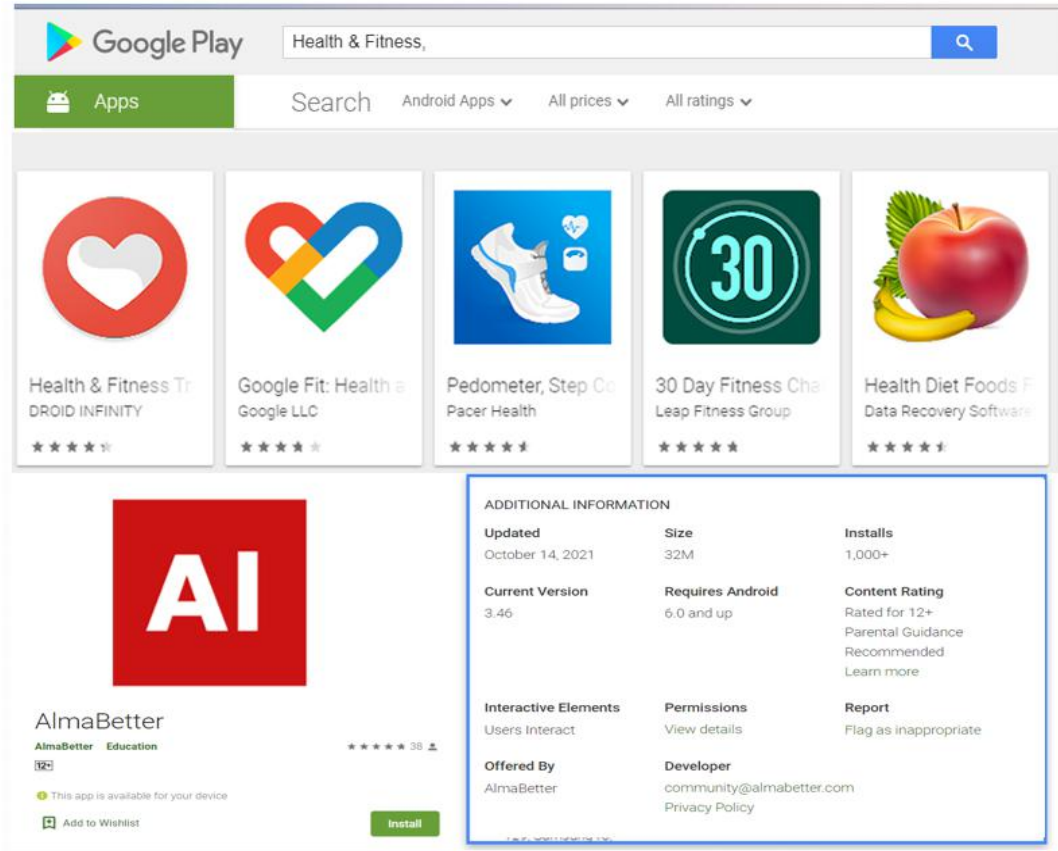 Google Play
Health & Fitness,
Apps
Search Android Apps All prices All ratings
30
Health & Fitness Tr
DROID INFINITY
Google Fit: Health a
Google LLC
Pedometer, Step Co
Pacer Health
30 Day Fitness Cha
Leap Fitness Group
Health Diet Foods F
Data Recovery Software
AI
AlmaBetter
AlmaBetter Education
38
12+
This app is available for your device
Add to Wishlist
Install
ADDITIONAL INFORMATION
Updated
October 14, 2021
Size
32M
Installs
1,000+
Current Version
3.46
Requires Android
6.0 and up
Content Rating
Rated for 12+
Parental Guidance
Recommended
Learn more
Interactive Elements
Users Interact
Permissions
View details
Report
Flag as inappropriate
Offered By
AlmaBetter
Developer
community@almabetter.com
Privacy Policy